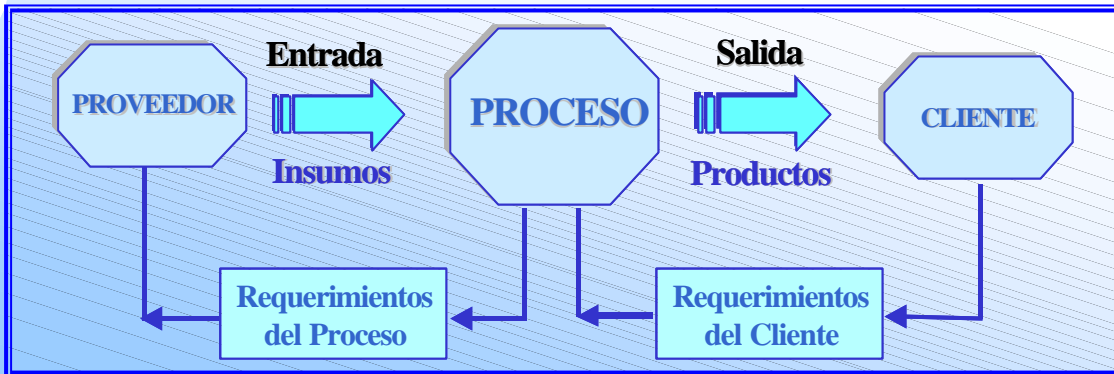 Entrada
PROVEEDOR
Insumos
PROCESO
Salida
Productos
CLIENTE
Requerimientos
del Proceso
Requerimientos
del Cliente